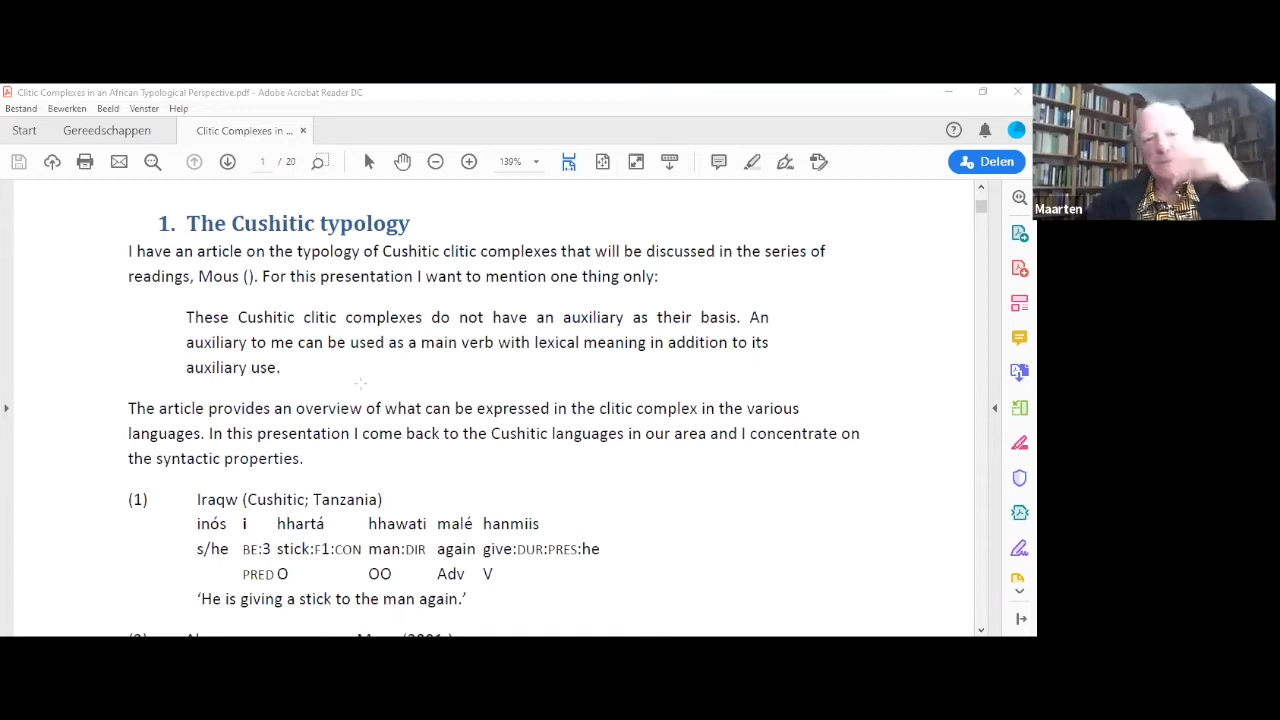 Clitic Complexes in an African Typological Perspective.pdf - Adobe Acrobat Reader DC
Bestand Bewerken Beeld Venster Help
Start Gereedschappen Clitic Complexes in ... ×
1 / 20 139% Delen
Maarten
1. The Cushitic typology
I have an article on the typology of Cushitic clitic complexes that will be discussed in the series of
readings, Mous (). For this presentation I want to mention one thing only:
These Cushitic clitic complexes do not have an auxiliary as their basis. An
auxiliary to me can be used as a main verb with lexical meaning in addition to its
auxiliary use.
The article provides an overview of what can be expressed in the clitic complex in the various
languages. In this presentation I come back to the Cushitic languages in our area and I concentrate on
the syntactic properties.
(1) Iraqw (Cushitic; Tanzania)
inós i hhartá hhawati malé hanmiis
s/he BE:3 stick:F1:CON man:DIR again give:DUR:PRES:he
PRED O OO Adv V
‘He is giving a stick to the man again.’